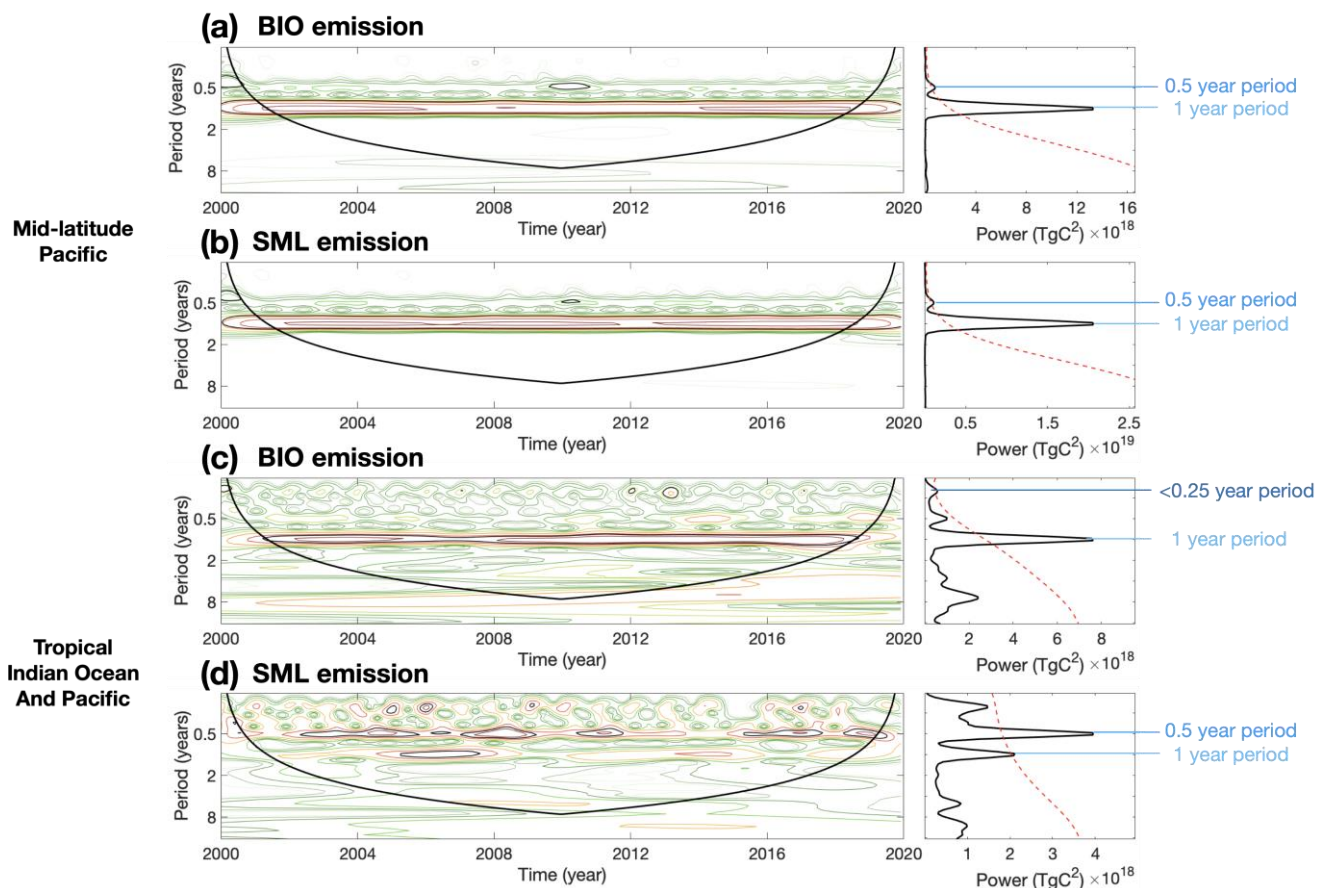 (a) BIO emission
Period (years)
0.5
2
8
2000 2004 2008 2012 2016 2020
Time (year)
4 8 12 16
Power (TgC²) ×10¹⁸
0.5 year period
1 year period
Mid-latitude
Pacific
(b) SML emission
Period (years)
0.5
2
8
2000 2004 2008 2012 2016 2020
Time (year)
0.5 1.5 2.5
Power (TgC²) ×10¹⁹
0.5 year period
1 year period
(c) BIO emission
Period (years)
0.5
2
8
2000 2004 2008 2012 2016 2020
Time (year)
2 4 6 8
Power (TgC²) ×10¹⁸
<0.25 year period
1 year period
Tropical
Indian Ocean
And Pacific
(d) SML emission
Period (years)
0.5
2
8
2000 2004 2008 2012 2016 2020
Time (year)
1 2 3 4
Power (TgC²) ×10¹⁸
0.5 year period
1 year period